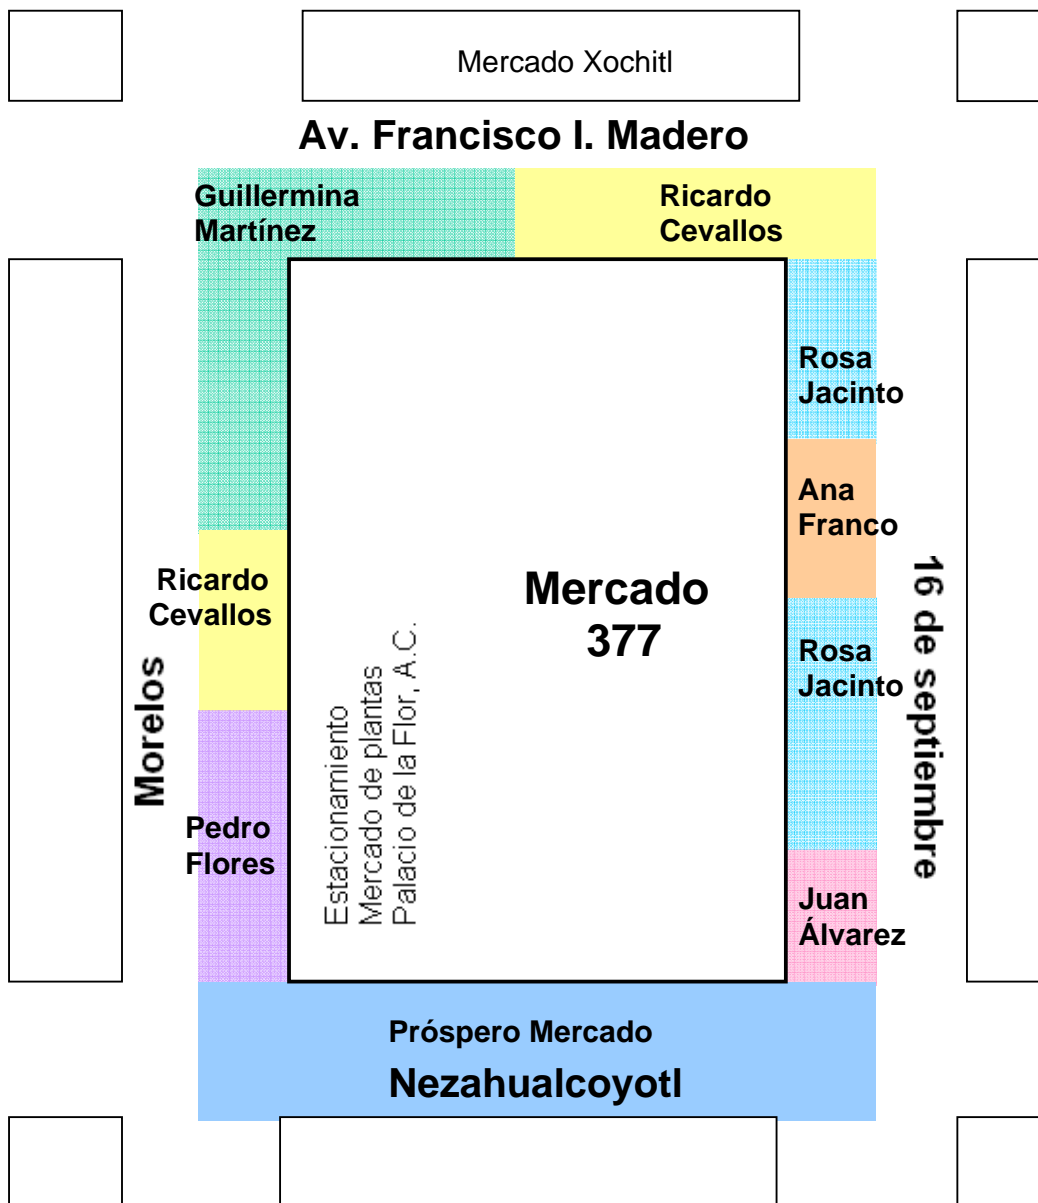 Mercado Xochitl
Av. Francisco I. Madero
Guillermina
Martínez
Ricardo
Cevallos
Rosa
Jacinto
Ana
Franco
Ricardo
Cevallos
Mercado
377
16 de septiembre
Rosa
Jacinto
Morelos
Estacionamiento
Mercado de plantas
Palacio de la Flor, A.C.
Pedro
Flores
Juan
Álvarez
Próspero Mercado
Nezahualcoyotl